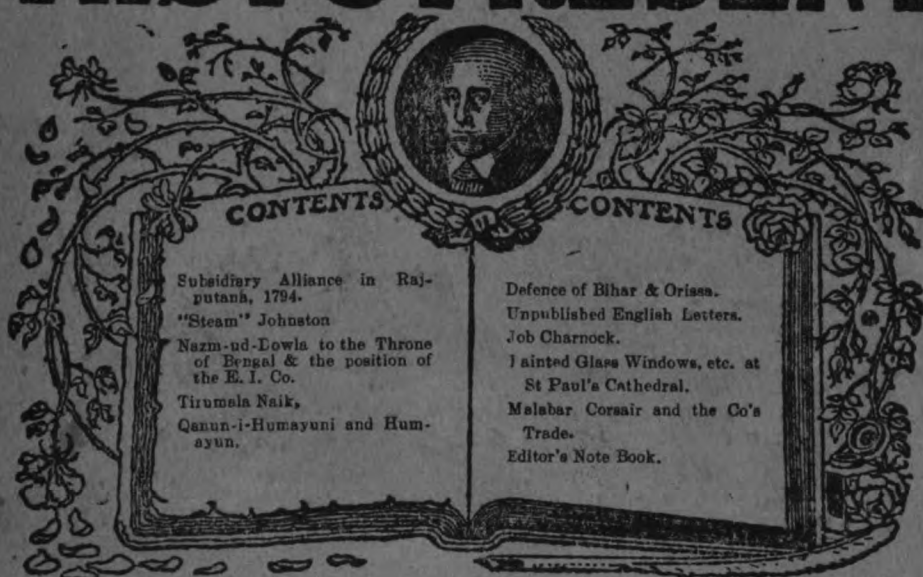 CONTENTS
Subsidiary Alliance in Raj-
putana, 1794.
"Steam" Johnston
Nazm-ud-Dowla to the Throne
of Bengal & the position of
the E. I. Co.
Tirumala Naik,
Qanun-i-Humayuni and Hum-
ayun.
CONTENTS
Defence of Bihar & Orissa.
Unpublished English Letters.
Job Charnock.
ainted Glass Windows, etc. at
St Paul's Cathedral.
Malabar Corsair and the Co's
Trade.
Editor's Note Book.